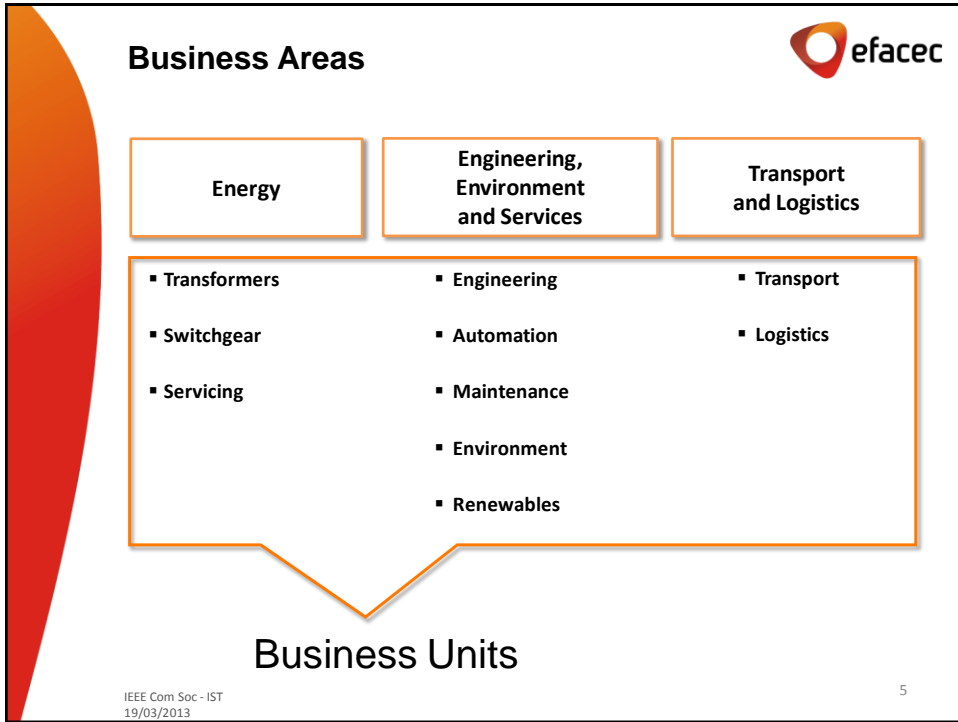 Business Areas
efacec
Energy
Engineering,
Environment
and Services
Transport
and Logistics
▪ Transformers
▪ Switchgear
▪ Servicing
▪ Engineering
▪ Automation
▪ Maintenance
▪ Environment
▪ Renewables
▪ Transport
▪ Logistics
Business Units
IEEE Com Soc - IST
19/03/2013
5